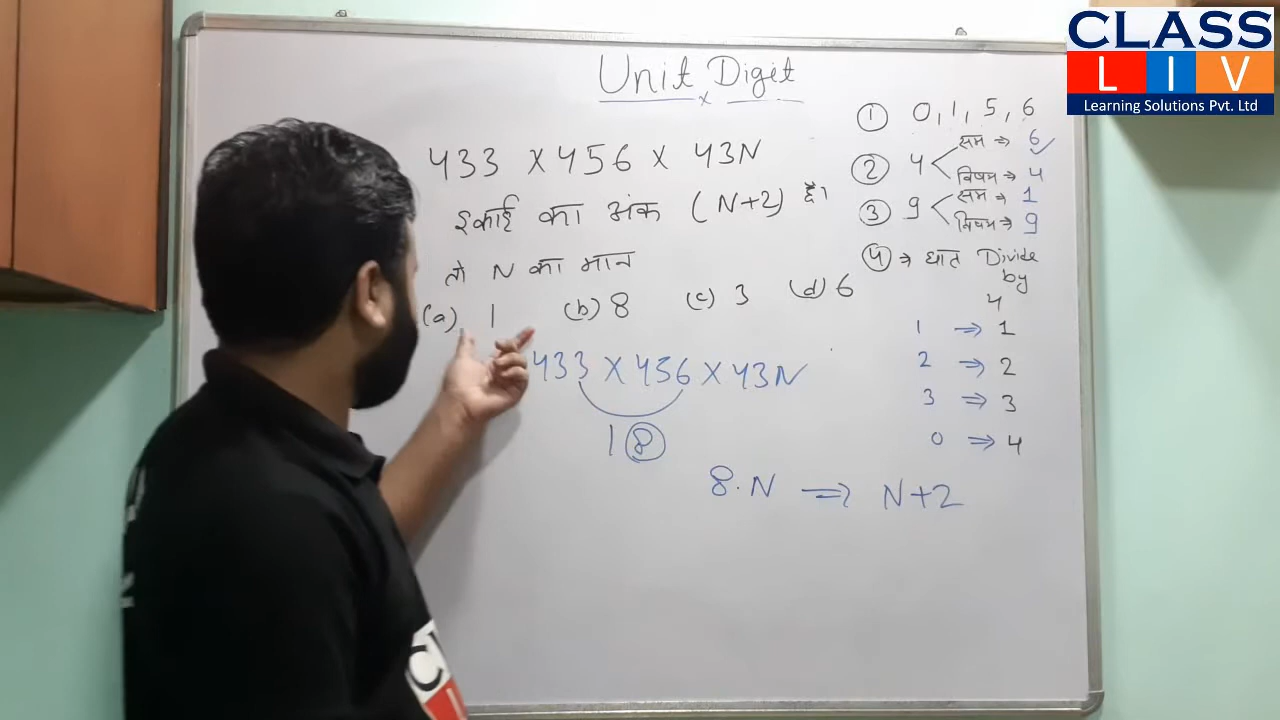 CLASS
LIV
Learning Solutions Pvt. Ltd
Unit Digit
433 × 456 × 43N
इकाई का अंक (N+2) है।
तो N का मान
(a) 1 (b) 8 (c) 3 (d) 6
433 × 456 × 43N
18
8.N ⇒ N+2
① 0, 1, 5, 6
② 4 सम ⇒ 6 ✓
विषम ⇒ 4
③ 9 सम ⇒ 1
विषम ⇒ 9
④ ⇒ घात Divide
by
4
1 ⇒ 1
2 ⇒ 2
3 ⇒ 3
0 ⇒ 4